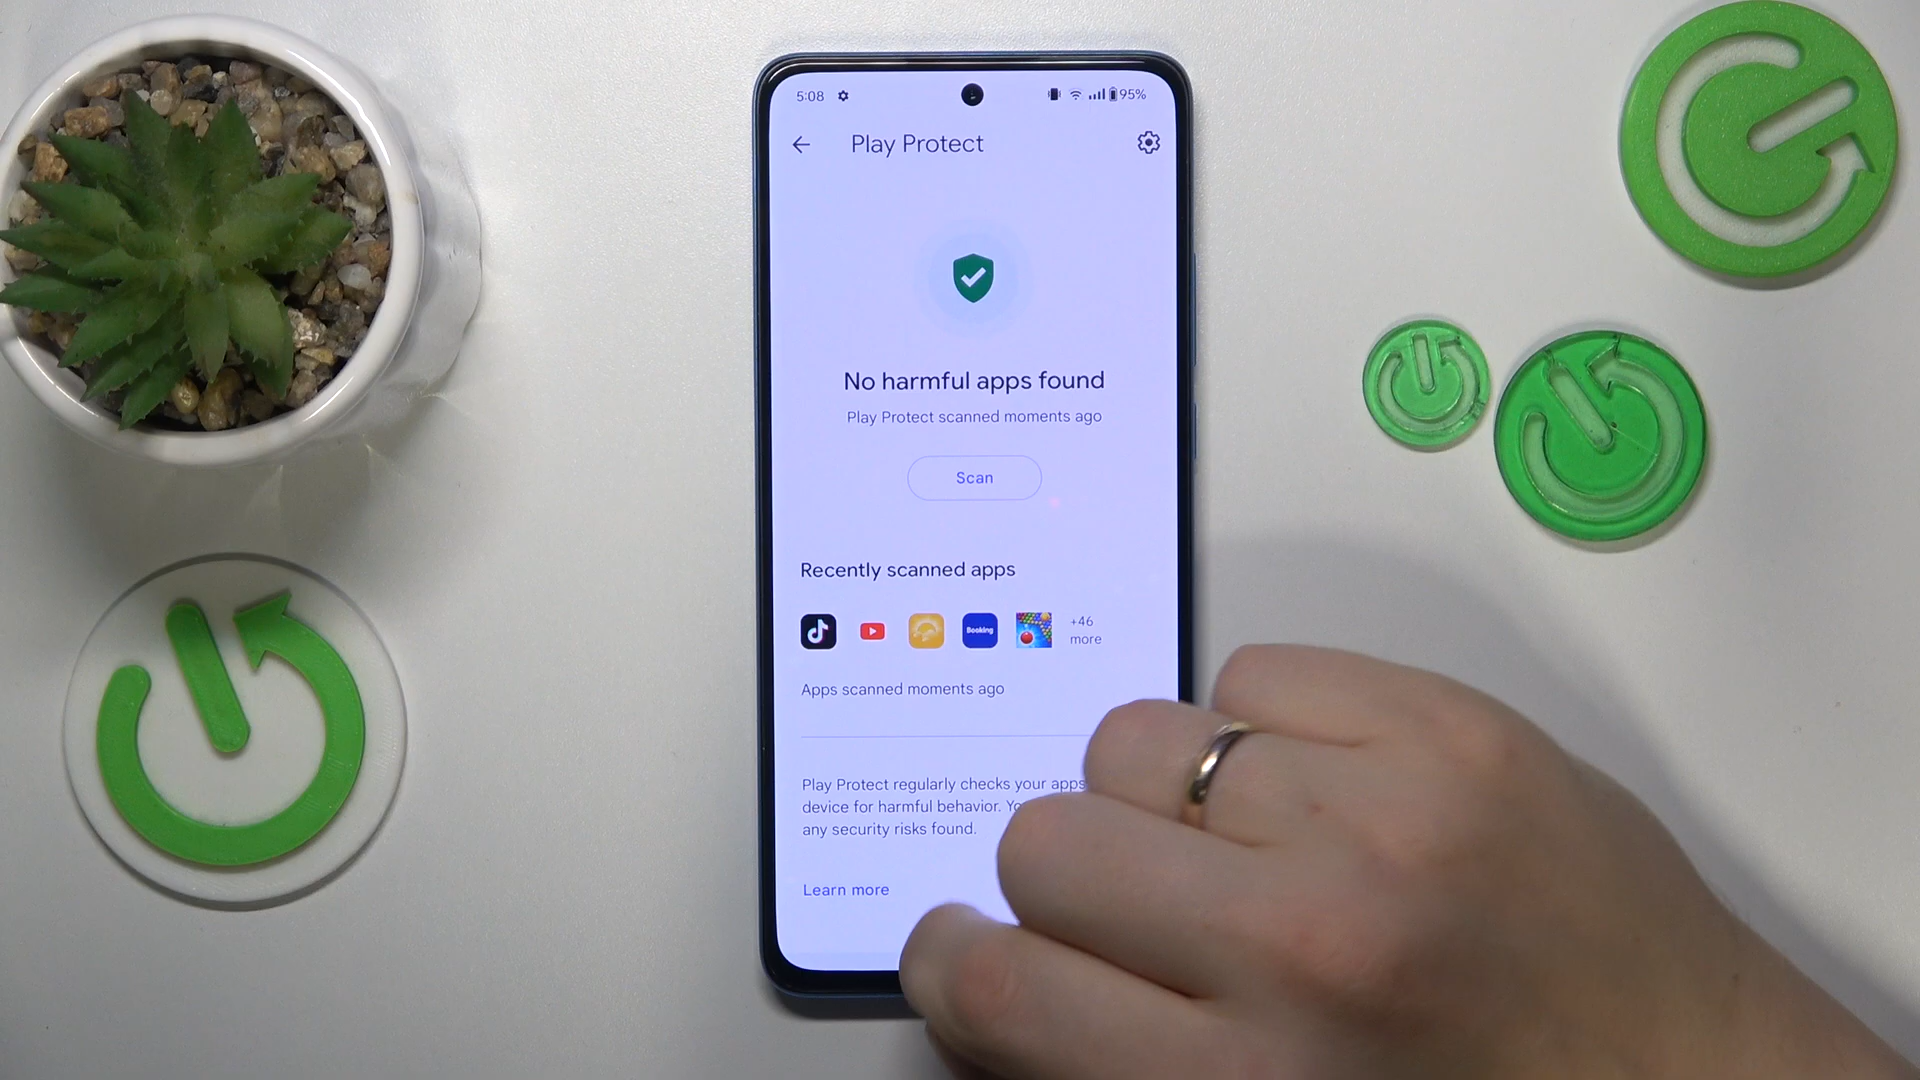 5:08 95%
Play Protect
No harmful apps found
Play Protect scanned moments ago
Scan
Recently scanned apps
Booking
+46
more
Apps scanned moments ago
Play Protect regularly checks your apps
device for harmful behavior.
any security risks found.
Learn more